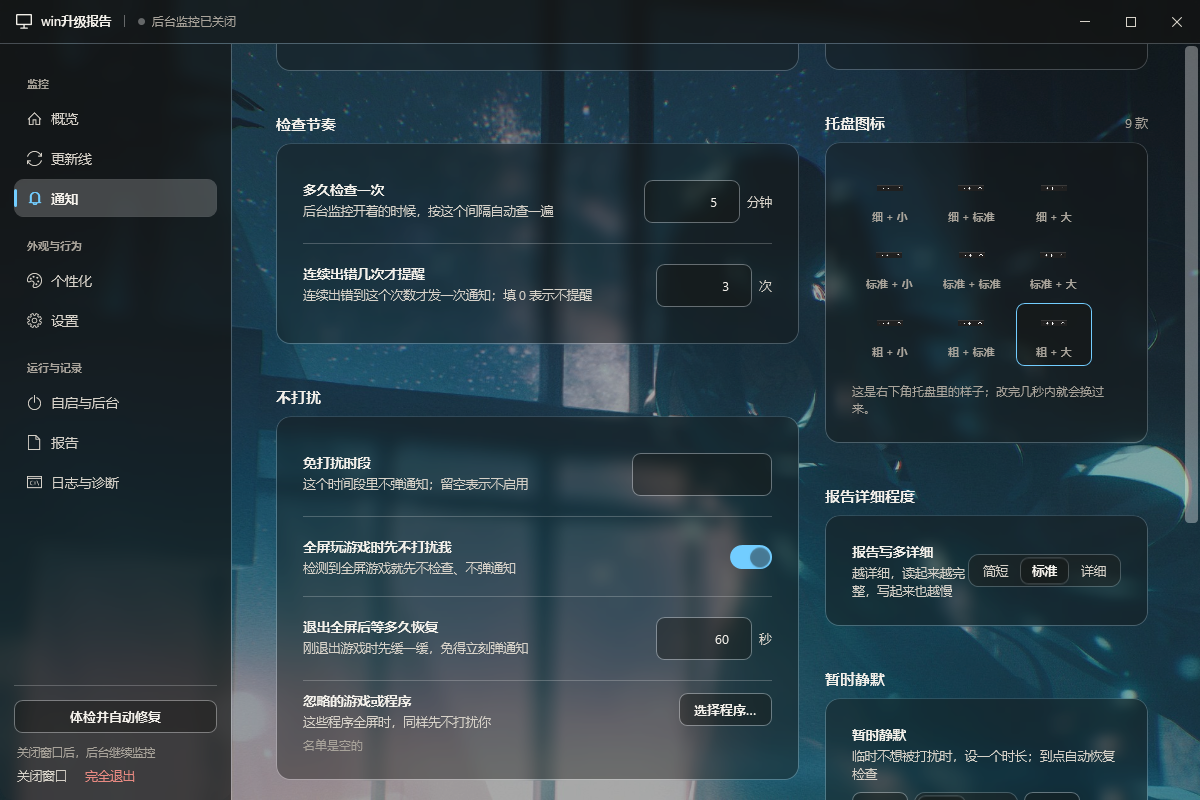 win升级报告
后台监控已关闭
监控
概览
更新线
通知
外观与行为
个性化
设置
运行与记录
自启与后台
报告
日志与诊断
体检并自动修复
关闭窗口后，后台继续监控
关闭窗口 完全退出
检查节奏
多久检查一次
后台监控开着的时候，按这个间隔自动查一遍
5 分钟
连续出错几次才提醒
连续出错到这个次数才发一次通知；填 0 表示不提醒
3 次
不打扰
免打扰时段
这个时间段里不弹通知；留空表示不启用
全屏玩游戏时先不打扰我
检测到全屏游戏就先不检查、不弹通知
退出全屏后等多久恢复
刚退出游戏时先缓一缓，免得立刻弹通知
60 秒
忽略的游戏或程序
这些程序全屏时，同样先不打扰你
名单是空的
选择程序...
托盘图标
9 款
细 + 小 细 + 标准 细 + 大
标准 + 小 标准 + 标准 标准 + 大
粗 + 小 粗 + 标准 粗 + 大
这是右下角托盘里的样子；改完几秒内就会换过
来。
报告详细程度
报告写多详细
越详细，读起来越完
整，写起来也越慢
简短 标准 详细
暂时静默
暂时静默
临时不想被打扰时，设一个时长；到点自动恢复
检查